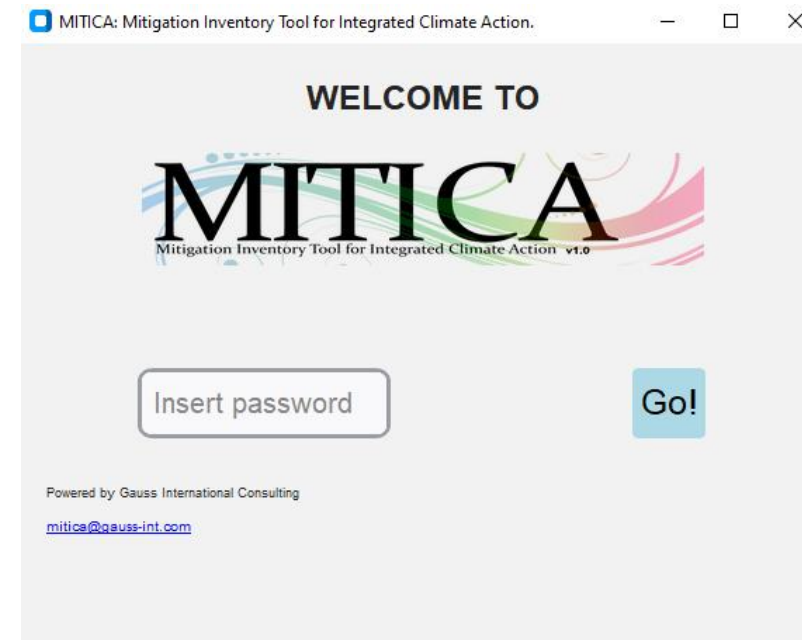 MITICA: Mitigation Inventory Tool for Integrated Climate Action.
WELCOME TO
MITICA
Mitigation Inventory Tool for Integrated Climate Action v1.0
Insert password
Go!
Powered by Gauss International Consulting
mitica@gauss-int.com